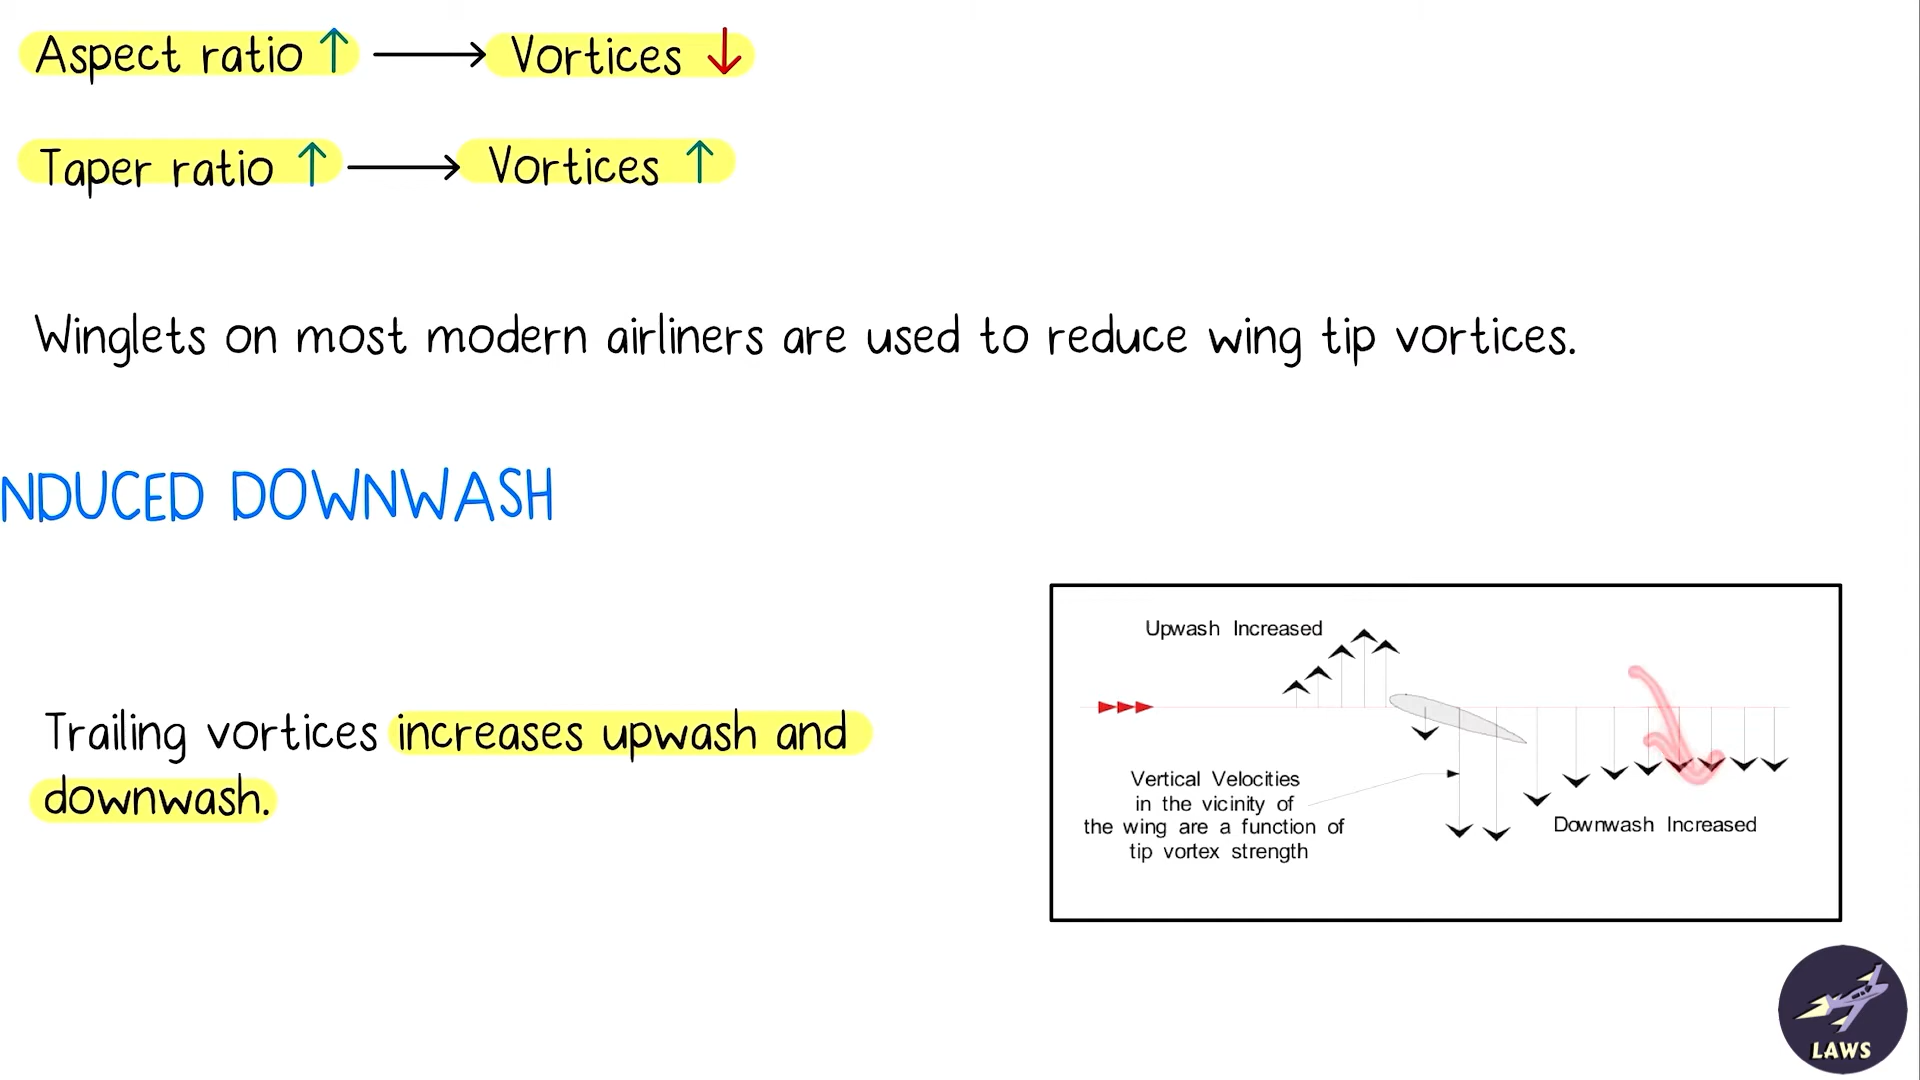 Aspect ratio ↑ → Vortices ↓
Taper ratio ↑ → Vortices ↑
Winglets on most modern airliners are used to reduce wing tip vortices.
NDUCED DOWNWASH
Trailing vortices increases upwash and
downwash.
Upwash Increased
Vertical Velocities
in the vicinity of
the wing are a function of
tip vortex strength
Downwash Increased
LAWS